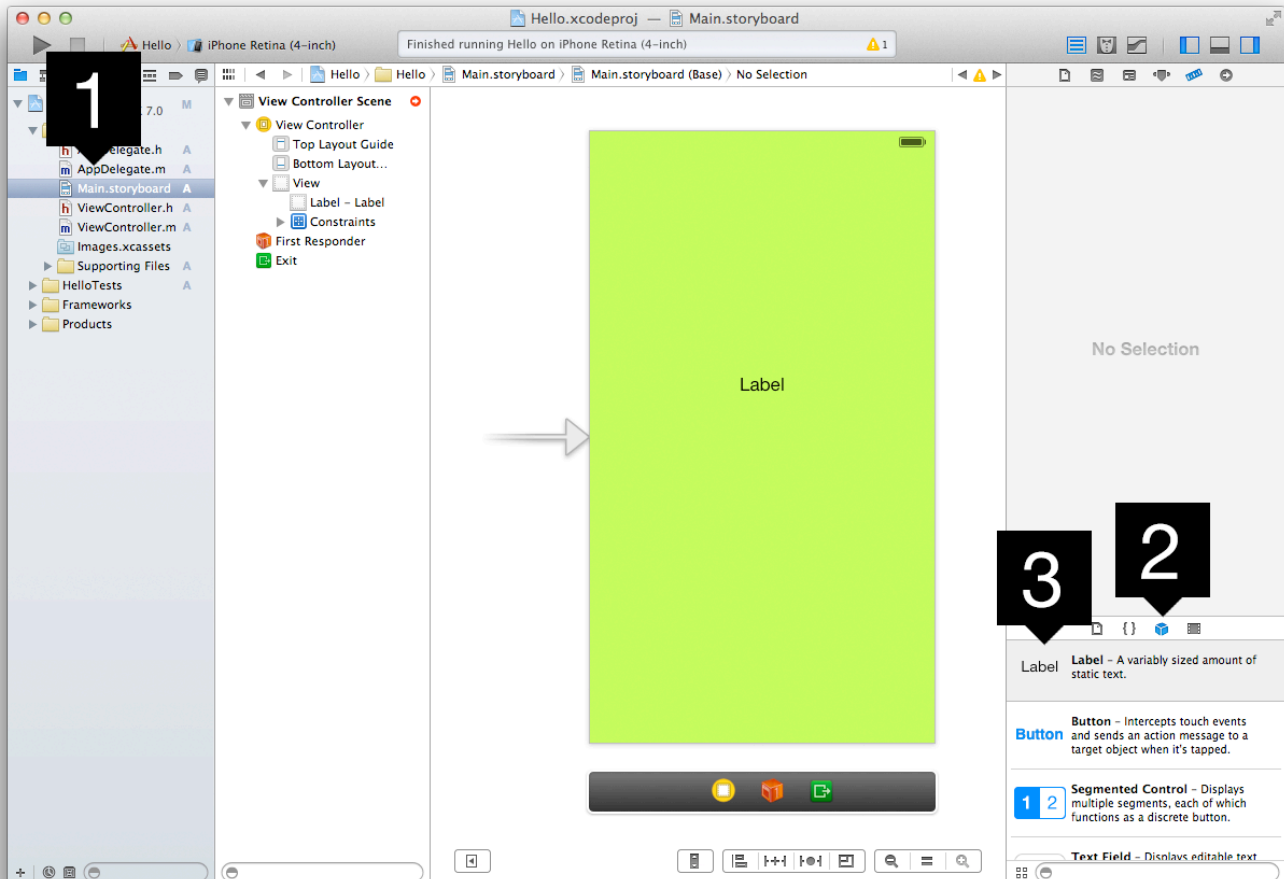 Hello.xcodeproj — Main.storyboard
Hello iPhone Retina (4-inch)
Finished running Hello on iPhone Retina (4-inch)
1
Hello Hello Main.storyboard Main.storyboard (Base) No Selection
1
7.0 M
elegate.h A
AppDelegate.m A
Main.storyboard A
ViewController.h A
ViewController.m A
Images.xcassets
Supporting Files A
HelloTests A
Frameworks
Products
View Controller Scene
View Controller
Top Layout Guide
Bottom Layout...
View
Label – Label
Constraints
First Responder
Exit
Label
No Selection
2
3
{}
Label
Label – A variably sized amount of
static text.
Button
Button – Intercepts touch events
and sends an action message to a
target object when it's tapped.
1 2
Segmented Control – Displays
multiple segments, each of which
functions as a discrete button.
Text Field – Displays editable text